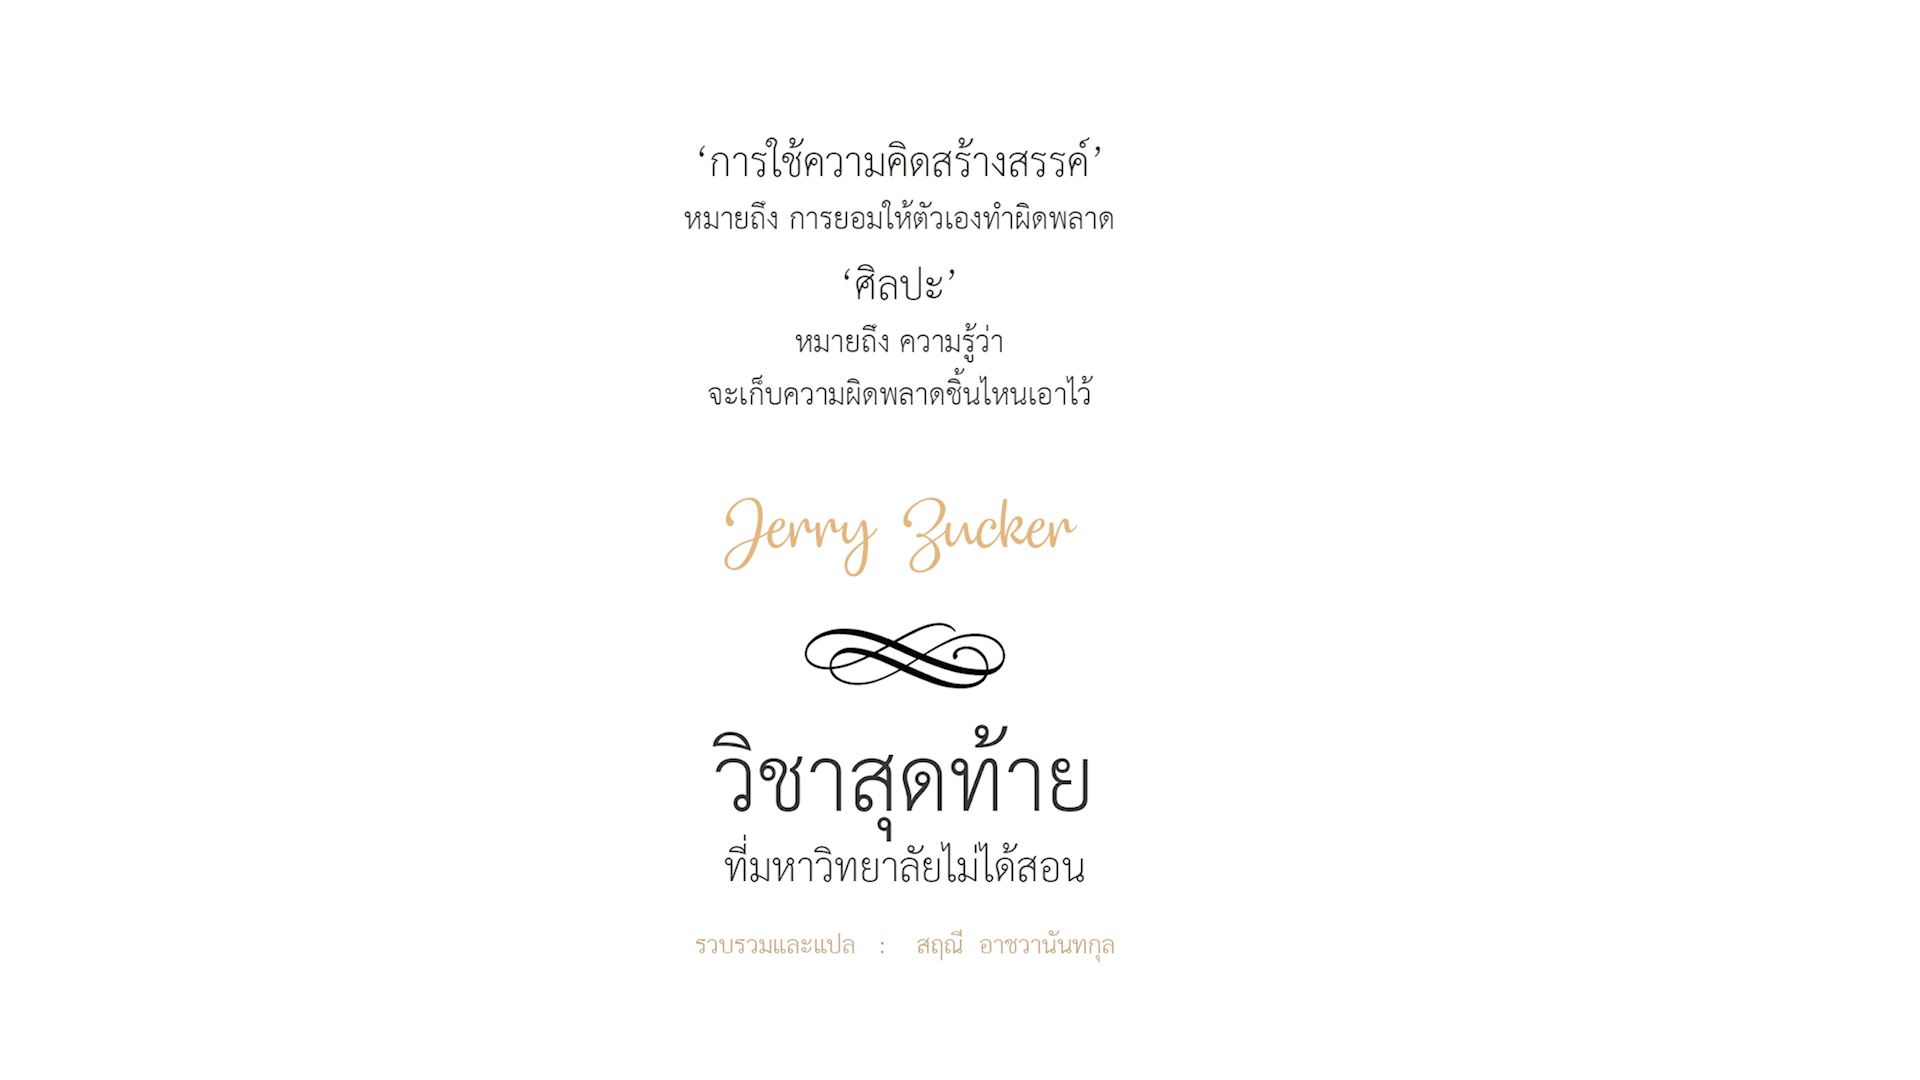 ‘การใช้ความคิดสร้างสรรค์’
หมายถึง การยอมให้ตัวเองทำผิดพลาด
‘ศิลปะ’
หมายถึง ความรู้ว่า
จะเก็บความผิดพลาดชิ้นไหนเอาไว้
Jerry Zucker
วิชาสุดท้าย
ที่มหาวิทยาลัยไม่ได้สอน
รวบรวมและแปล : สฤณี อาชวานันทกุล